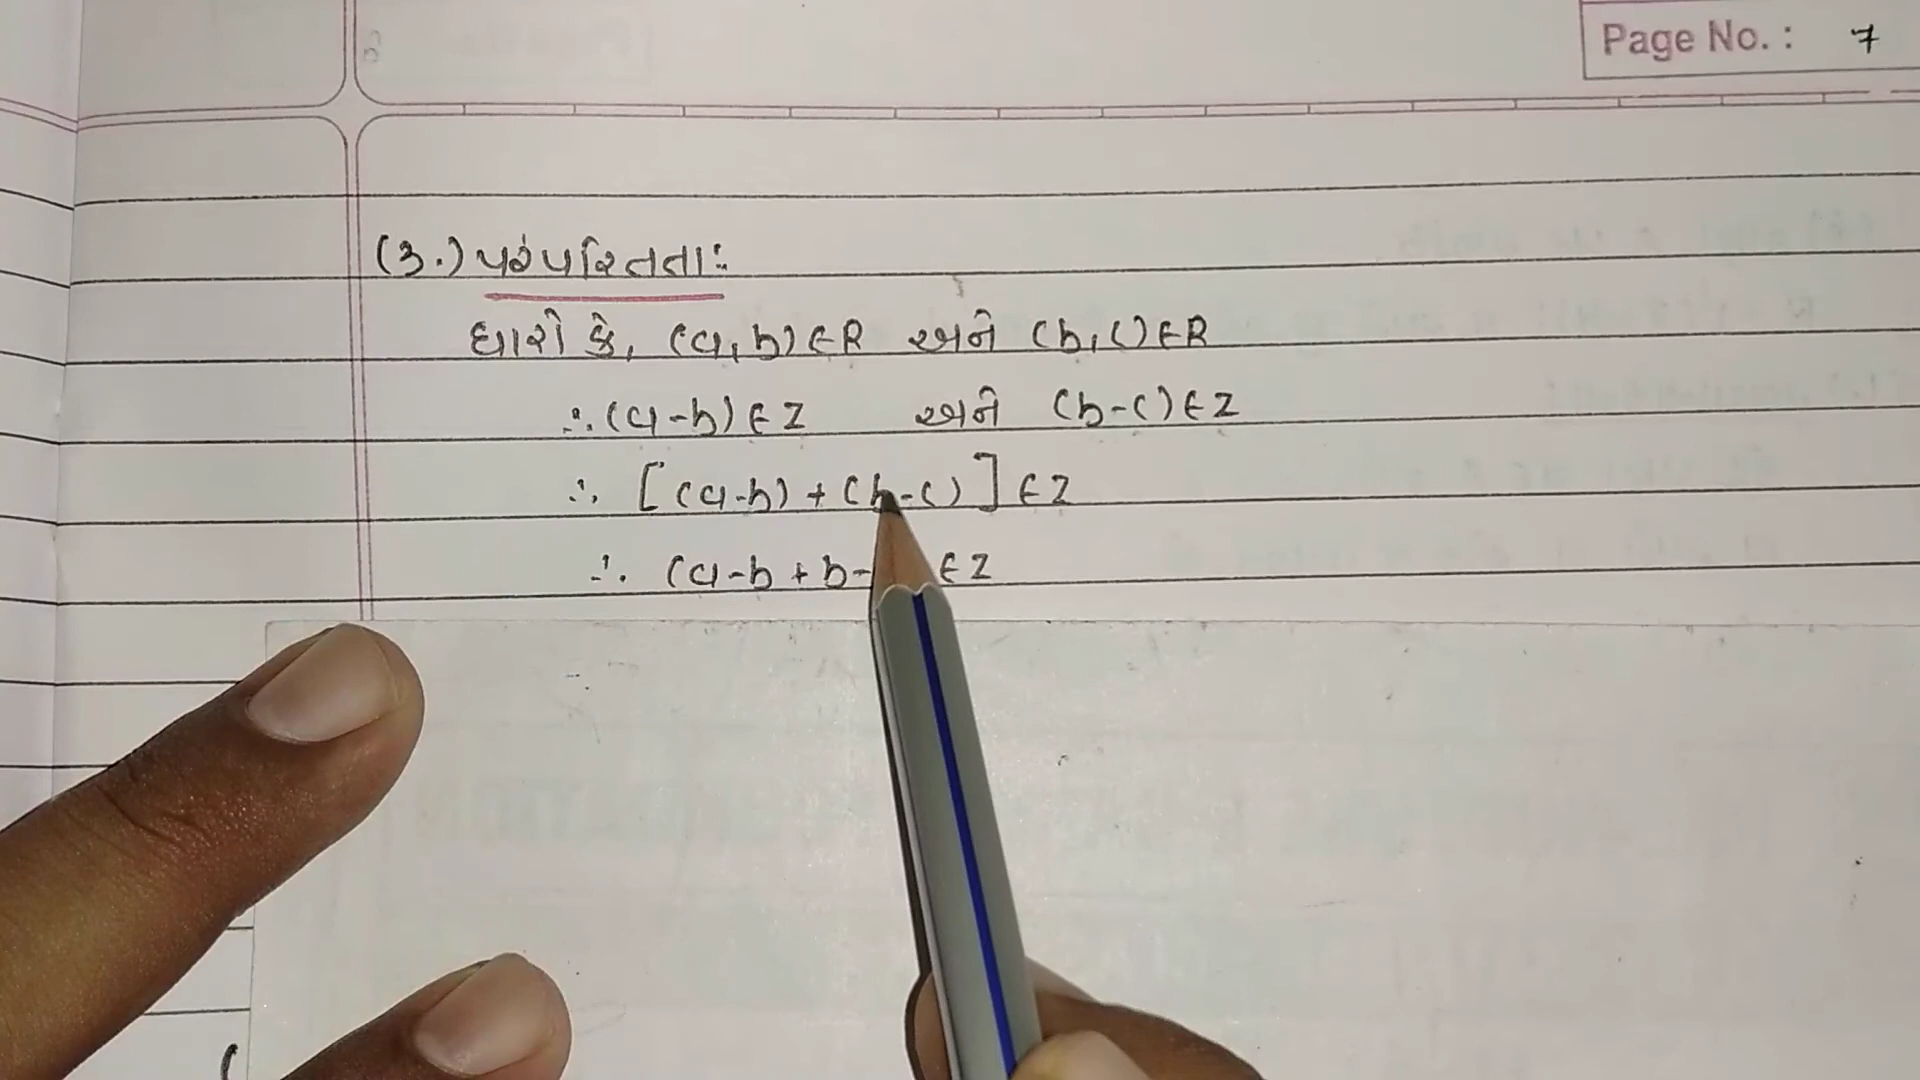 Page No. : 7
(3.) પરંપરિતતા:
ધારો કે, (a,b)∈R અને (b,c)∈R
∴ (a-b)∈Z અને (b-c)∈Z
∴ [(a-b)+(b-c)]∈Z
∴ (a-b+b- ∈Z